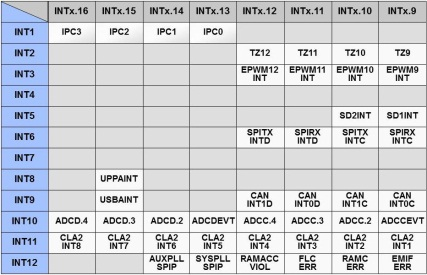 INTx.16 INTx.15 INTx.14 INTx.13 INTx.12 INTx.11 INTx.10 INTx.9
INT1 IPC3 IPC2 IPC1 IPC0
INT2 TZ12 TZ11 TZ10 TZ9
INT3 EPWM12 EPWM11 EPWM10 EPWM9
INT INT INT INT
INT4
INT5 SD2INT SD1INT
INT6 SPITX SPIRX SPITX SPIRX
INTD INTD INTC INTC
INT7
INT8 UPPAINT
INT9 USBAINT CAN CAN CAN CAN
INT1D INT0D INT1C INT0C
INT10 ADCD.4 ADCD.3 ADCD.2 ADCDEVT ADCC.4 ADCC.3 ADCC.2 ADCCEVT
INT11 CLA2 CLA2 CLA2 CLA2 CLA2 CLA2 CLA2 CLA2
INT8 INT7 INT6 INT5 INT4 INT3 INT2 INT1
INT12 AUXPLL SYSPLL RAMACC FLC RAMC EMIF
SPIP SPIP VIOL ERR ERR ERR